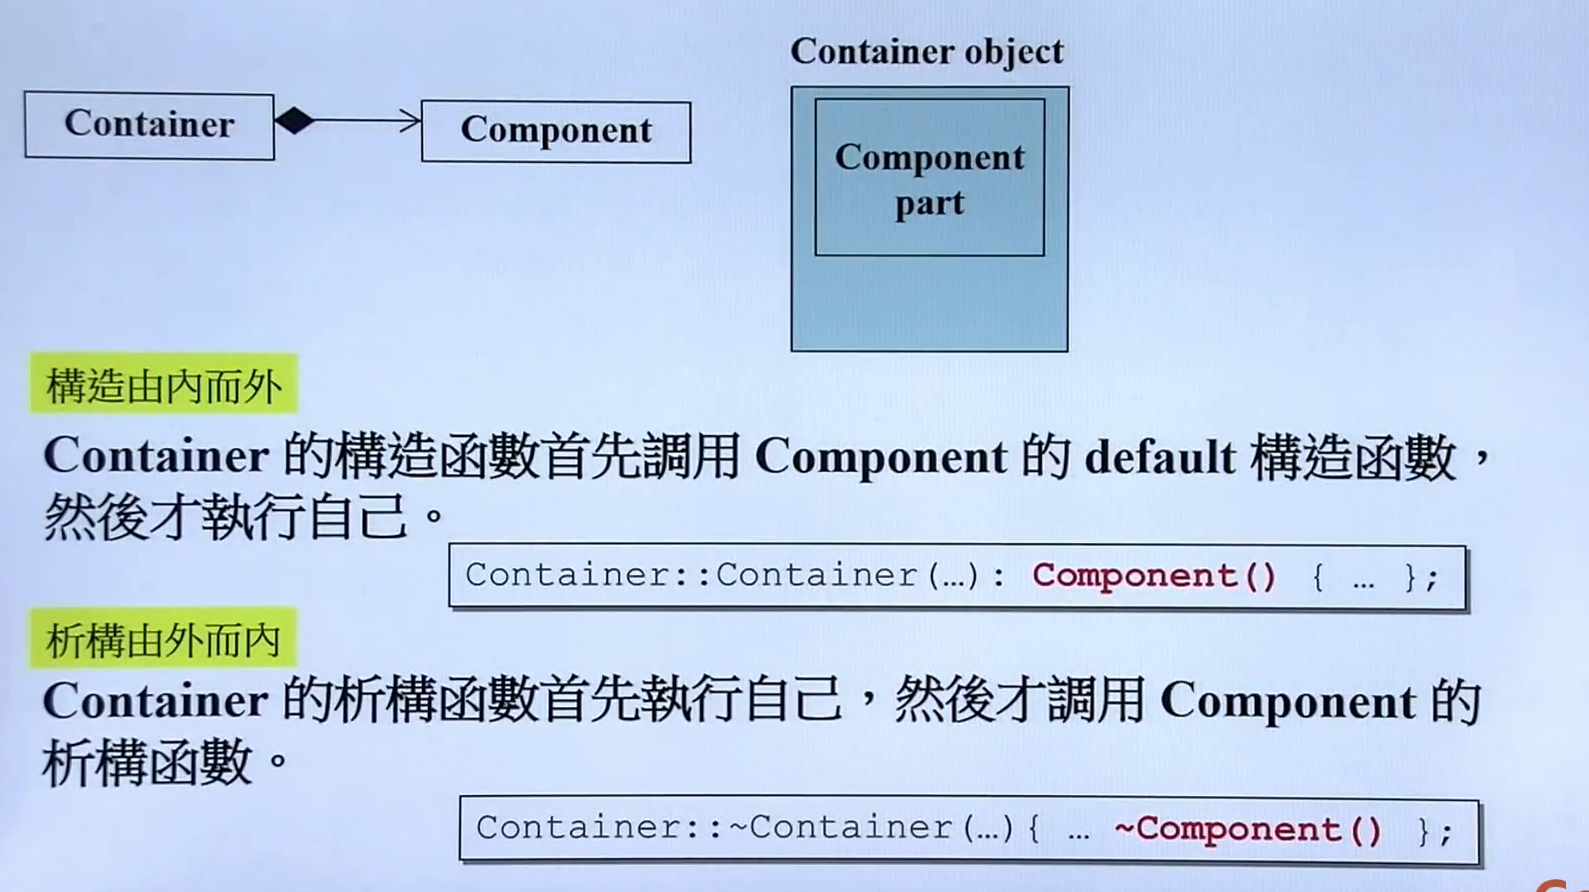 Container object
Container
Component
Component
part
構造由內而外
Container 的構造函數首先調用 Component 的 default 構造函數，
然後才執行自己。
Container::Container(…): Component() { … };
析構由外而內
Container 的析構函數首先執行自己，然後才調用 Component 的
析構函數。
Container::~Container(…){ … ~Component() };